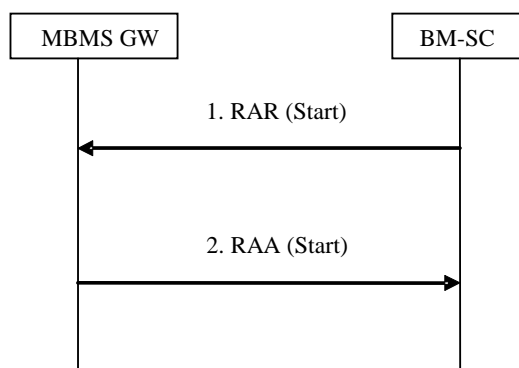 MBMS GW
BM-SC
1. RAR (Start)
2. RAA (Start)